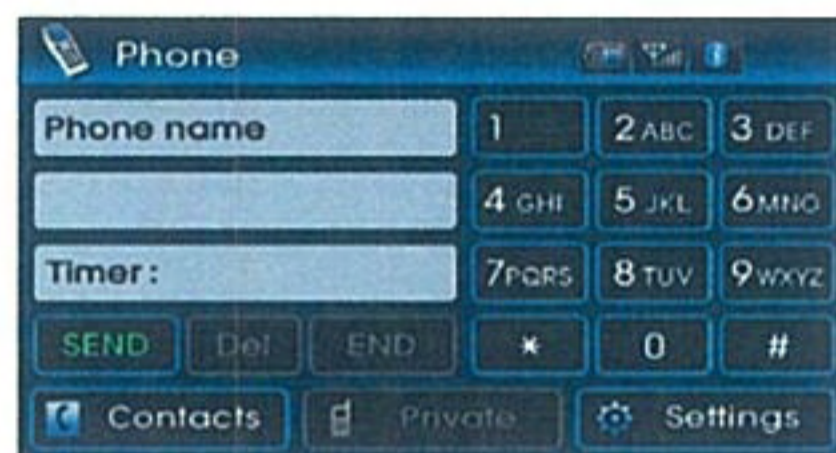 Phone
Phone name
1 2 ABC 3 DEF
4 GHI 5 JKL 6 MNO
Timer:
7 PQRS 8 TUV 9 WXYZ
SEND Del END * 0 #
Contacts Private Settings